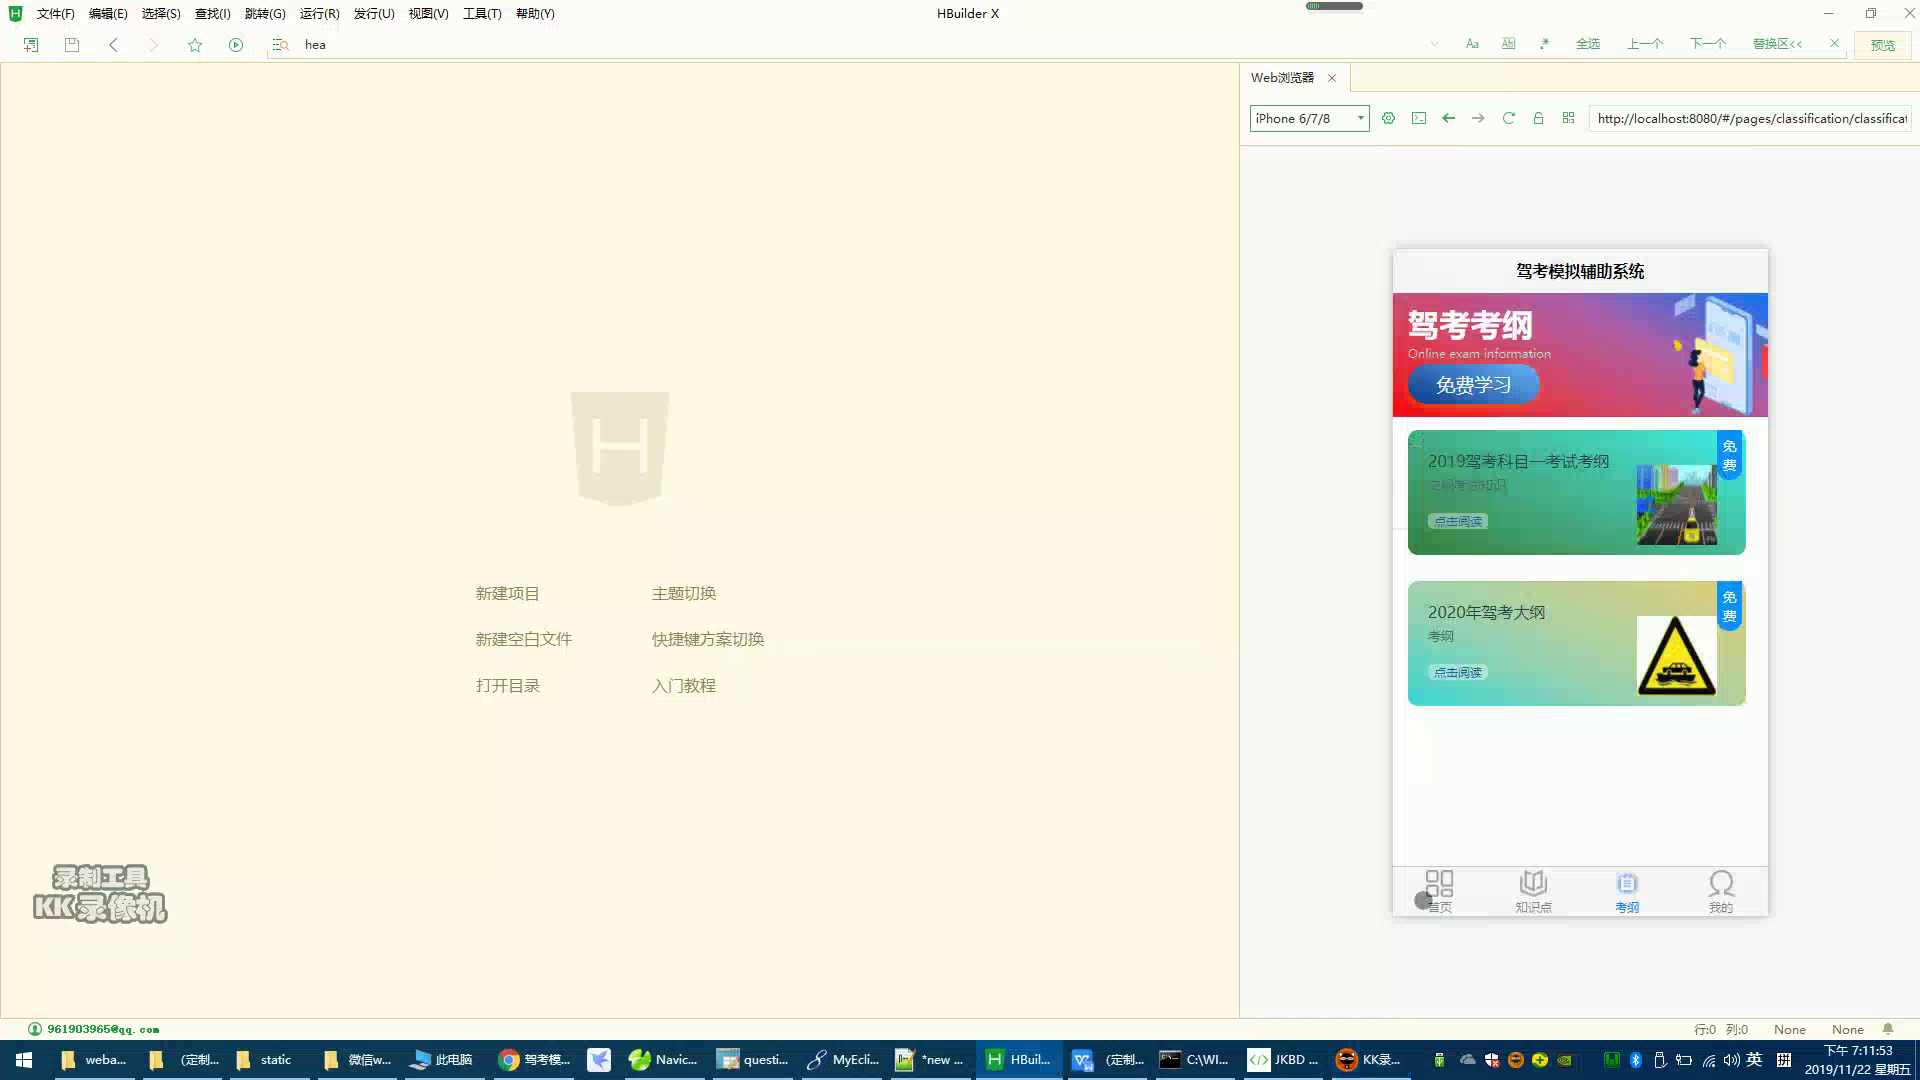 文件(F) 编辑(E) 选择(S) 查找(I) 跳转(G) 运行(R) 发行(U) 视图(V) 工具(T) 帮助(Y)
HBuilder X
hea
Aa
全选 上一个 下一个 替换区<<
预览
Web浏览器
iPhone 6/7/8
http://localhost:8080/#/pages/classification/classificat
驾考模拟辅助系统
驾考考纲
Online exam information
免费学习
2019驾考科目一考试考纲
免费
点击阅读
2020年驾考大纲
免费
考纲
点击阅读
首页 知识点 考纲 我的
H
新建项目 主题切换
新建空白文件 快捷键方案切换
打开目录 入门教程
录制工具
KK录像机
961903965@qq.com
行:0 列:0 None None
weba... (定制... static 微信w... 此电脑 驾考模... Navic... questi... MyEcli... *new ... HBuil... (定制... C:\WI... JKBD ... KK录...
英
下午 7:11:53
2019/11/22 星期五